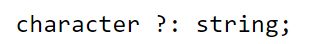 character ?: string;